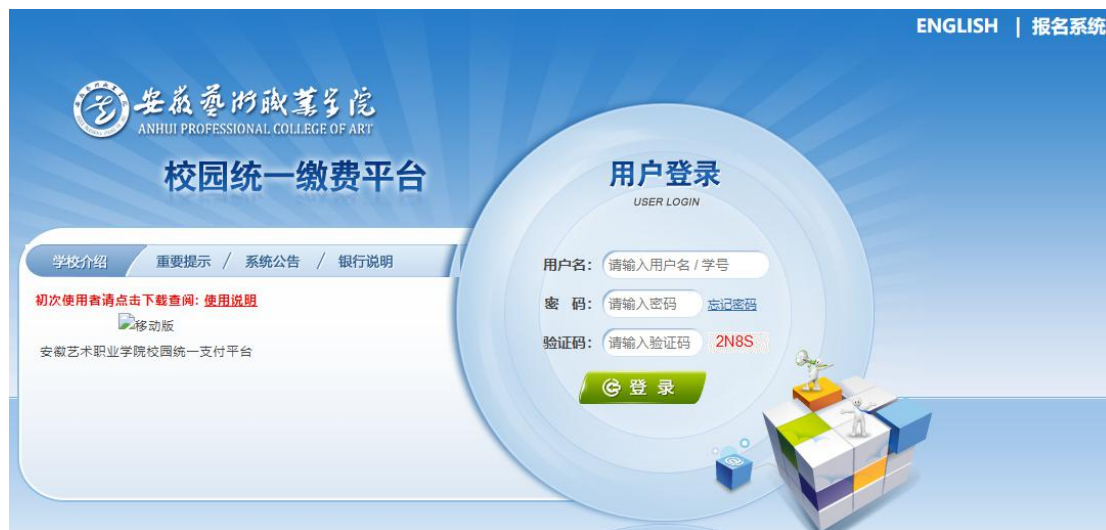 ENGLISH | 报名系统
安徽艺术职业学院
ANHUI PROFESSIONAL COLLEGE OF ART
校园统一缴费平台
学校介绍 重要提示 / 系统公告 / 银行说明
初次使用者请点击下载查阅: 使用说明
移动版
安徽艺术职业学院校园统一支付平台
用户登录
USER LOGIN
用户名: 请输入用户名 / 学号
密 码: 请输入密码 忘记密码
验证码: 请输入验证码 2N8S
登 录
@